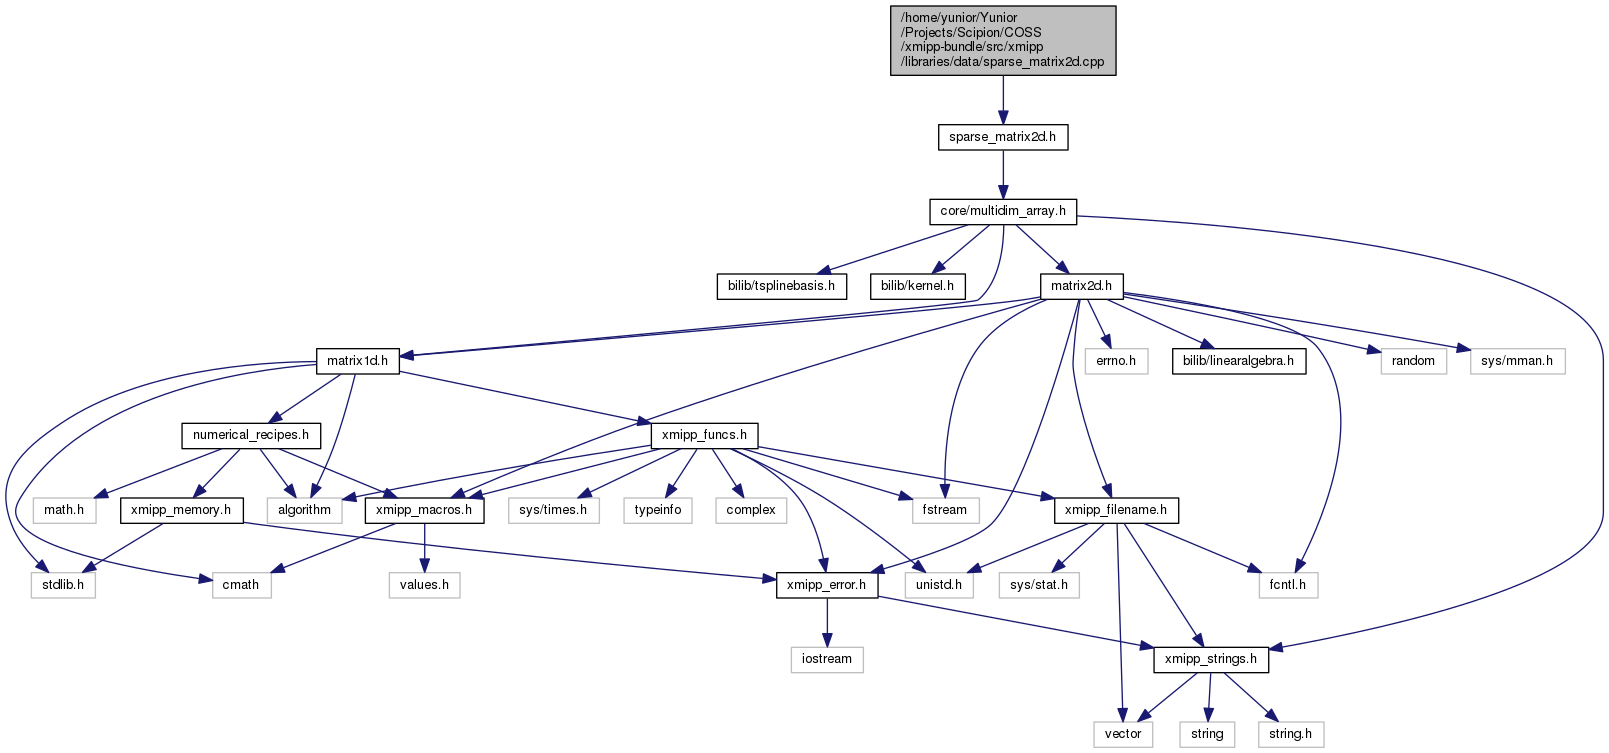 /home/yunior/Yunior
/Projects/Scipion/COSS
/xmipp-bundle/src/xmipp
/libraries/data/sparse_matrix2d.cpp
sparse_matrix2d.h
core/multidim_array.h
bilib/tsplinebasis.h
bilib/kernel.h
matrix2d.h
matrix1d.h
errno.h
bilib/linearalgebra.h
random
sys/mman.h
numerical_recipes.h
xmipp_funcs.h
math.h
xmipp_memory.h
algorithm
xmipp_macros.h
sys/times.h
typeinfo
complex
fstream
xmipp_filename.h
stdlib.h
cmath
values.h
xmipp_error.h
unistd.h
sys/stat.h
fcntl.h
iostream
xmipp_strings.h
vector
string
string.h